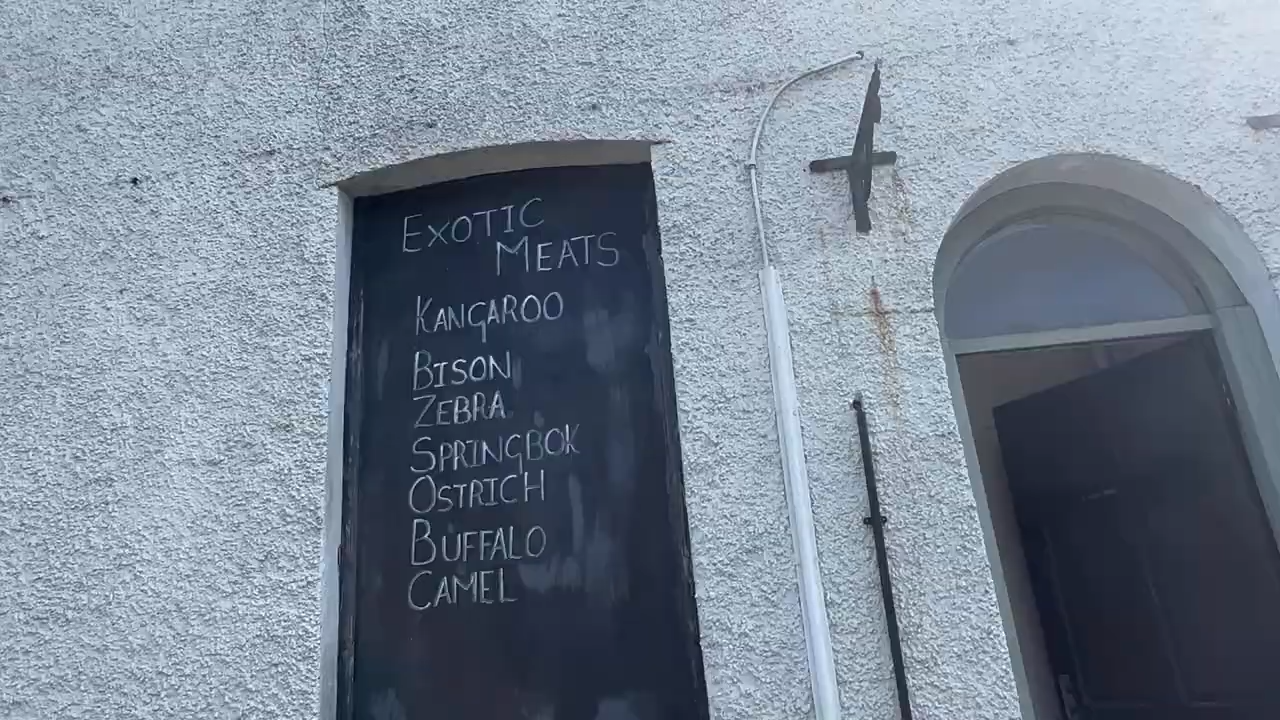 EXOTIC
MEATS
KANGAROO
BISON
ZEBRA
SPRINGBOK
OSTRICH
BUFFALO
CAMEL